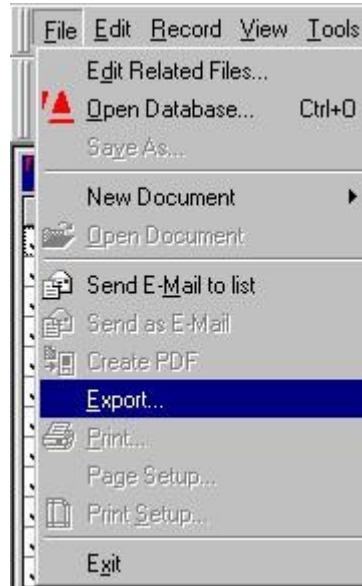 File Edit Record View Tools
Edit Related Files...
Open Database... Ctrl+O
Save As...
New Document
Open Document
Send E-Mail to list
Send as E-Mail
Create PDF
Export...
Print...
Page Setup...
Print Setup...
Exit